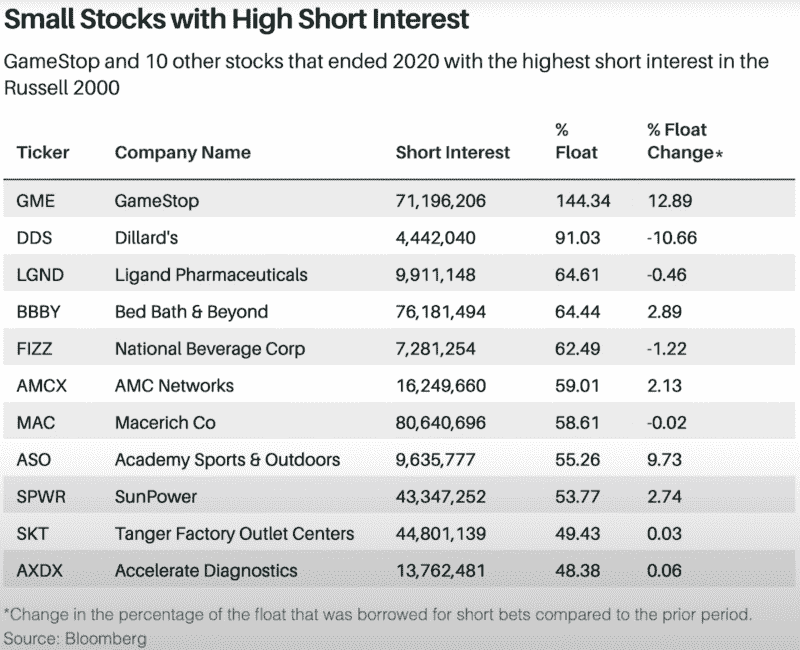 Small Stocks with High Short Interest
GameStop and 10 other stocks that ended 2020 with the highest short interest in the
Russell 2000
Ticker Company Name Short Interest % Float % Float Change*
GME GameStop 71,196,206 144.34 12.89
DDS Dillard's 4,442,040 91.03 -10.66
LGND Ligand Pharmaceuticals 9,911,148 64.61 -0.46
BBBY Bed Bath & Beyond 76,181,494 64.44 2.89
FIZZ National Beverage Corp 7,281,254 62.49 -1.22
AMCX AMC Networks 16,249,660 59.01 2.13
MAC Macerich Co 80,640,696 58.61 -0.02
ASO Academy Sports & Outdoors 9,635,777 55.26 9.73
SPWR SunPower 43,347,252 53.77 2.74
SKT Tanger Factory Outlet Centers 44,801,139 49.43 0.03
AXDX Accelerate Diagnostics 13,762,481 48.38 0.06
*Change in the percentage of the float that was borrowed for short bets compared to the prior period.
Source: Bloomberg